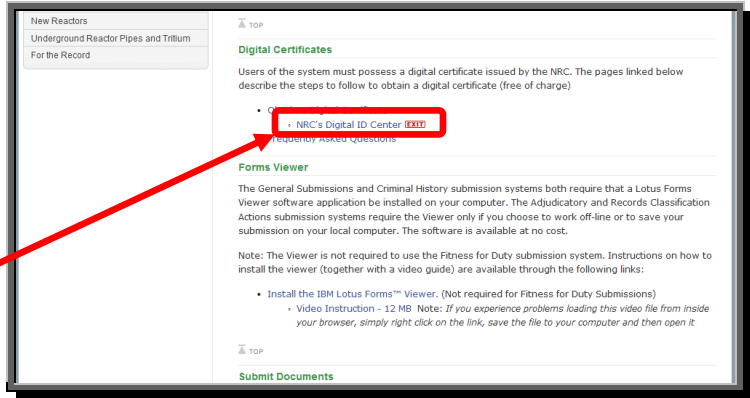 New Reactors
Underground Reactor Pipes and Tritium
For the Record
TOP
Digital Certificates
Users of the system must possess a digital certificate issued by the NRC. The pages linked below
describe the steps to follow to obtain a digital certificate (free of charge)
• 
◦ NRC's Digital ID Center EXIT
Frequently Asked Questions
Forms Viewer
The General Submissions and Criminal History submission systems both require that a Lotus Forms
Viewer software application be installed on your computer. The Adjudicatory and Records Classification
Actions submission systems require the Viewer only if you choose to work off-line or to save your
submission on your local computer. The software is available at no cost.
Note: The Viewer is not required to use the Fitness for Duty submission system. Instructions on how to
install the viewer (together with a video guide) are available through the following links:
• Install the IBM Lotus Forms™ Viewer. (Not required for Fitness for Duty Submissions)
◦ Video Instruction - 12 MB Note: If you experience problems loading this video file from inside
your browser, simply right click on the link, save the file to your computer and then open it
TOP
Submit Documents